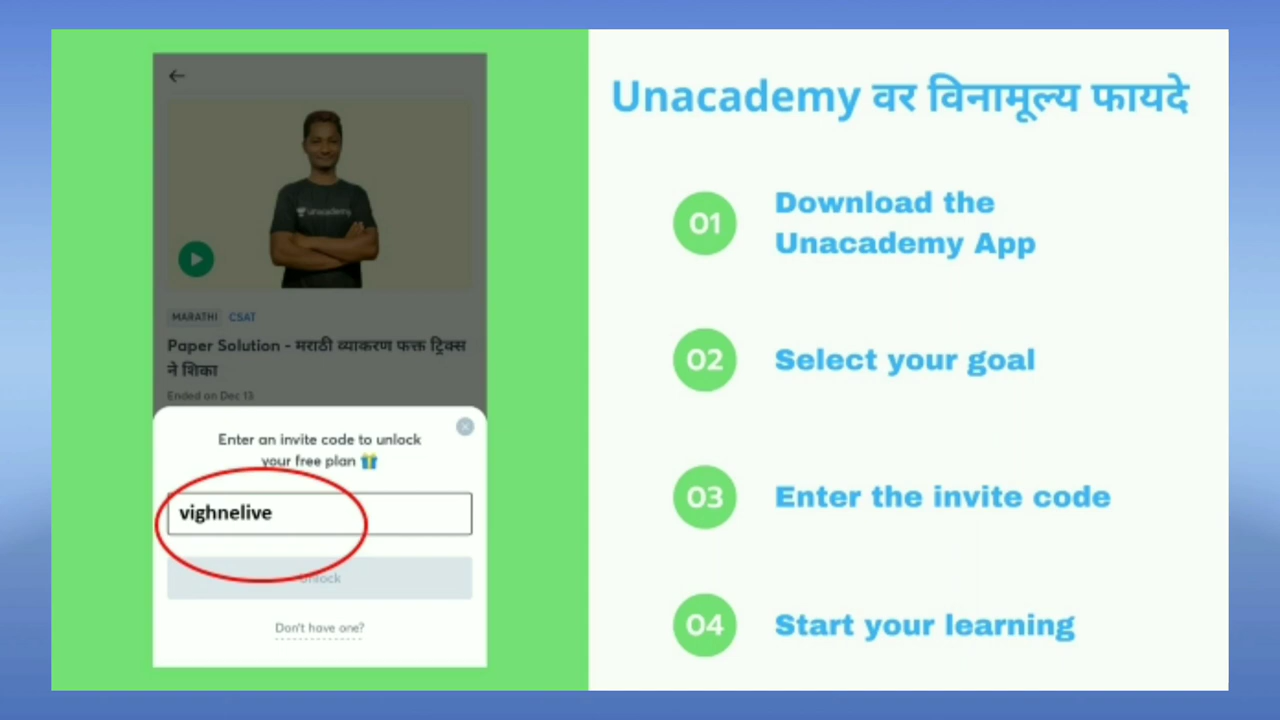 unacademy
MARATHI CSAT
Paper Solution - मराठी व्याकरण फक्त ट्रिक्स
ने शिका
Ended on Dec 13
Enter an invite code to unlock
your free plan
vighnelive
Unlock
Don't have one?
Unacademy वर विनामूल्य फायदे
01 Download the
Unacademy App
02 Select your goal
03 Enter the invite code
04 Start your learning